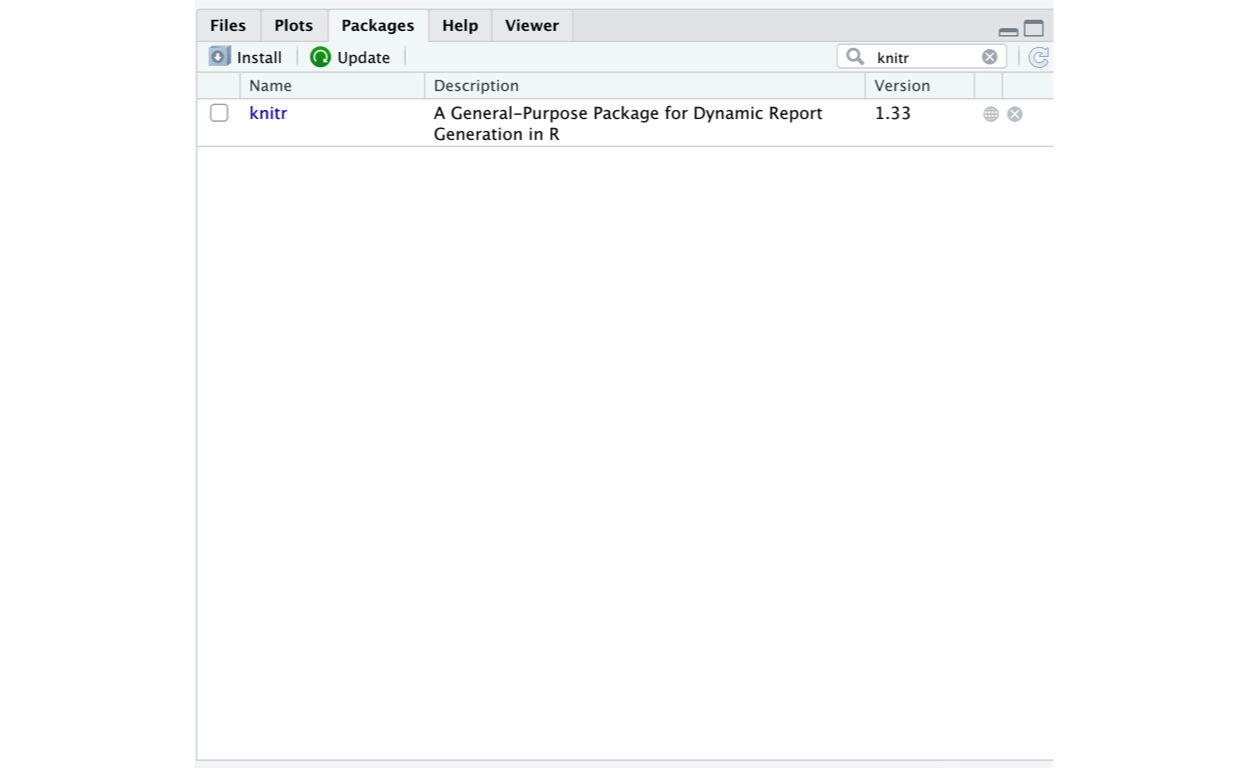 Files Plots Packages Help Viewer
Install Update knitr
Name Description Version
knitr A General-Purpose Package for Dynamic Report 1.33
Generation in R